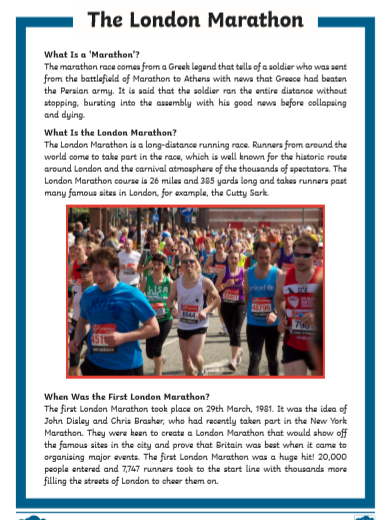 The London Marathon
What Is a 'Marathon'?
The marathon race comes from a Greek legend that tells of a soldier who was sent
from the battlefield of Marathon to Athens with news that Greece had beaten
the Persian army. It is said that the soldier ran the entire distance without
stopping, bursting into the assembly with his good news before collapsing
and dying.
What Is the London Marathon?
The London Marathon is a long-distance running race. Runners from around the
world come to take part in the race, which is well known for the historic route
around London and the carnival atmosphere of the thousands of spectators. The
London Marathon course is 26 miles and 385 yards long and takes runners past
many famous sites in London, for example, the Cutty Sark.
When Was the First London Marathon?
The first London Marathon took place on 29th March, 1981. It was the idea of
John Disley and Chris Brasher, who had recently taken part in the New York
Marathon. They were keen to create a London Marathon that would show off
the famous sites in the city and prove that Britain was best when it came to
organising major events. The first London Marathon was a huge hit! 20,000
people entered and 7,747 runners took to the start line with thousands more
filling the streets of London to cheer them on.